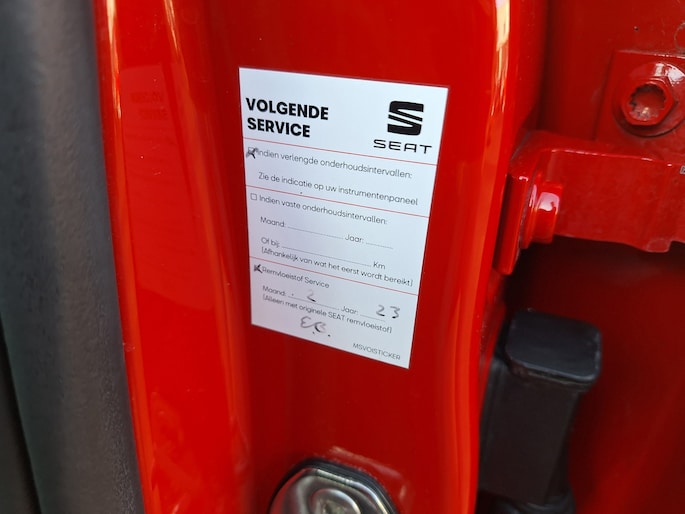 VOLGENDE
SERVICE
SEAT
Indien verlengde onderhoudsintervallen:
Zie de indicatie op uw instrumentenpaneel
Indien vaste onderhoudsintervallen:
Maand: Jaar:
Of bij: Km
(Afhankelijk van wat het eerst wordt bereikt)
Remvloeistof Service
Maand: 2 Jaar: 23
(Alleen met originele SEAT remvloeistof)
E.B.
MSVOISTICKER